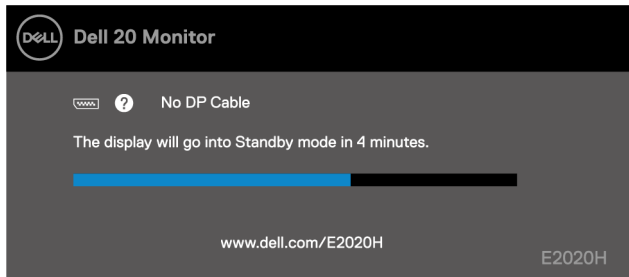 DELL
Dell 20 Monitor
? No DP Cable
The display will go into Standby mode in 4 minutes.
www.dell.com/E2020H
E2020H